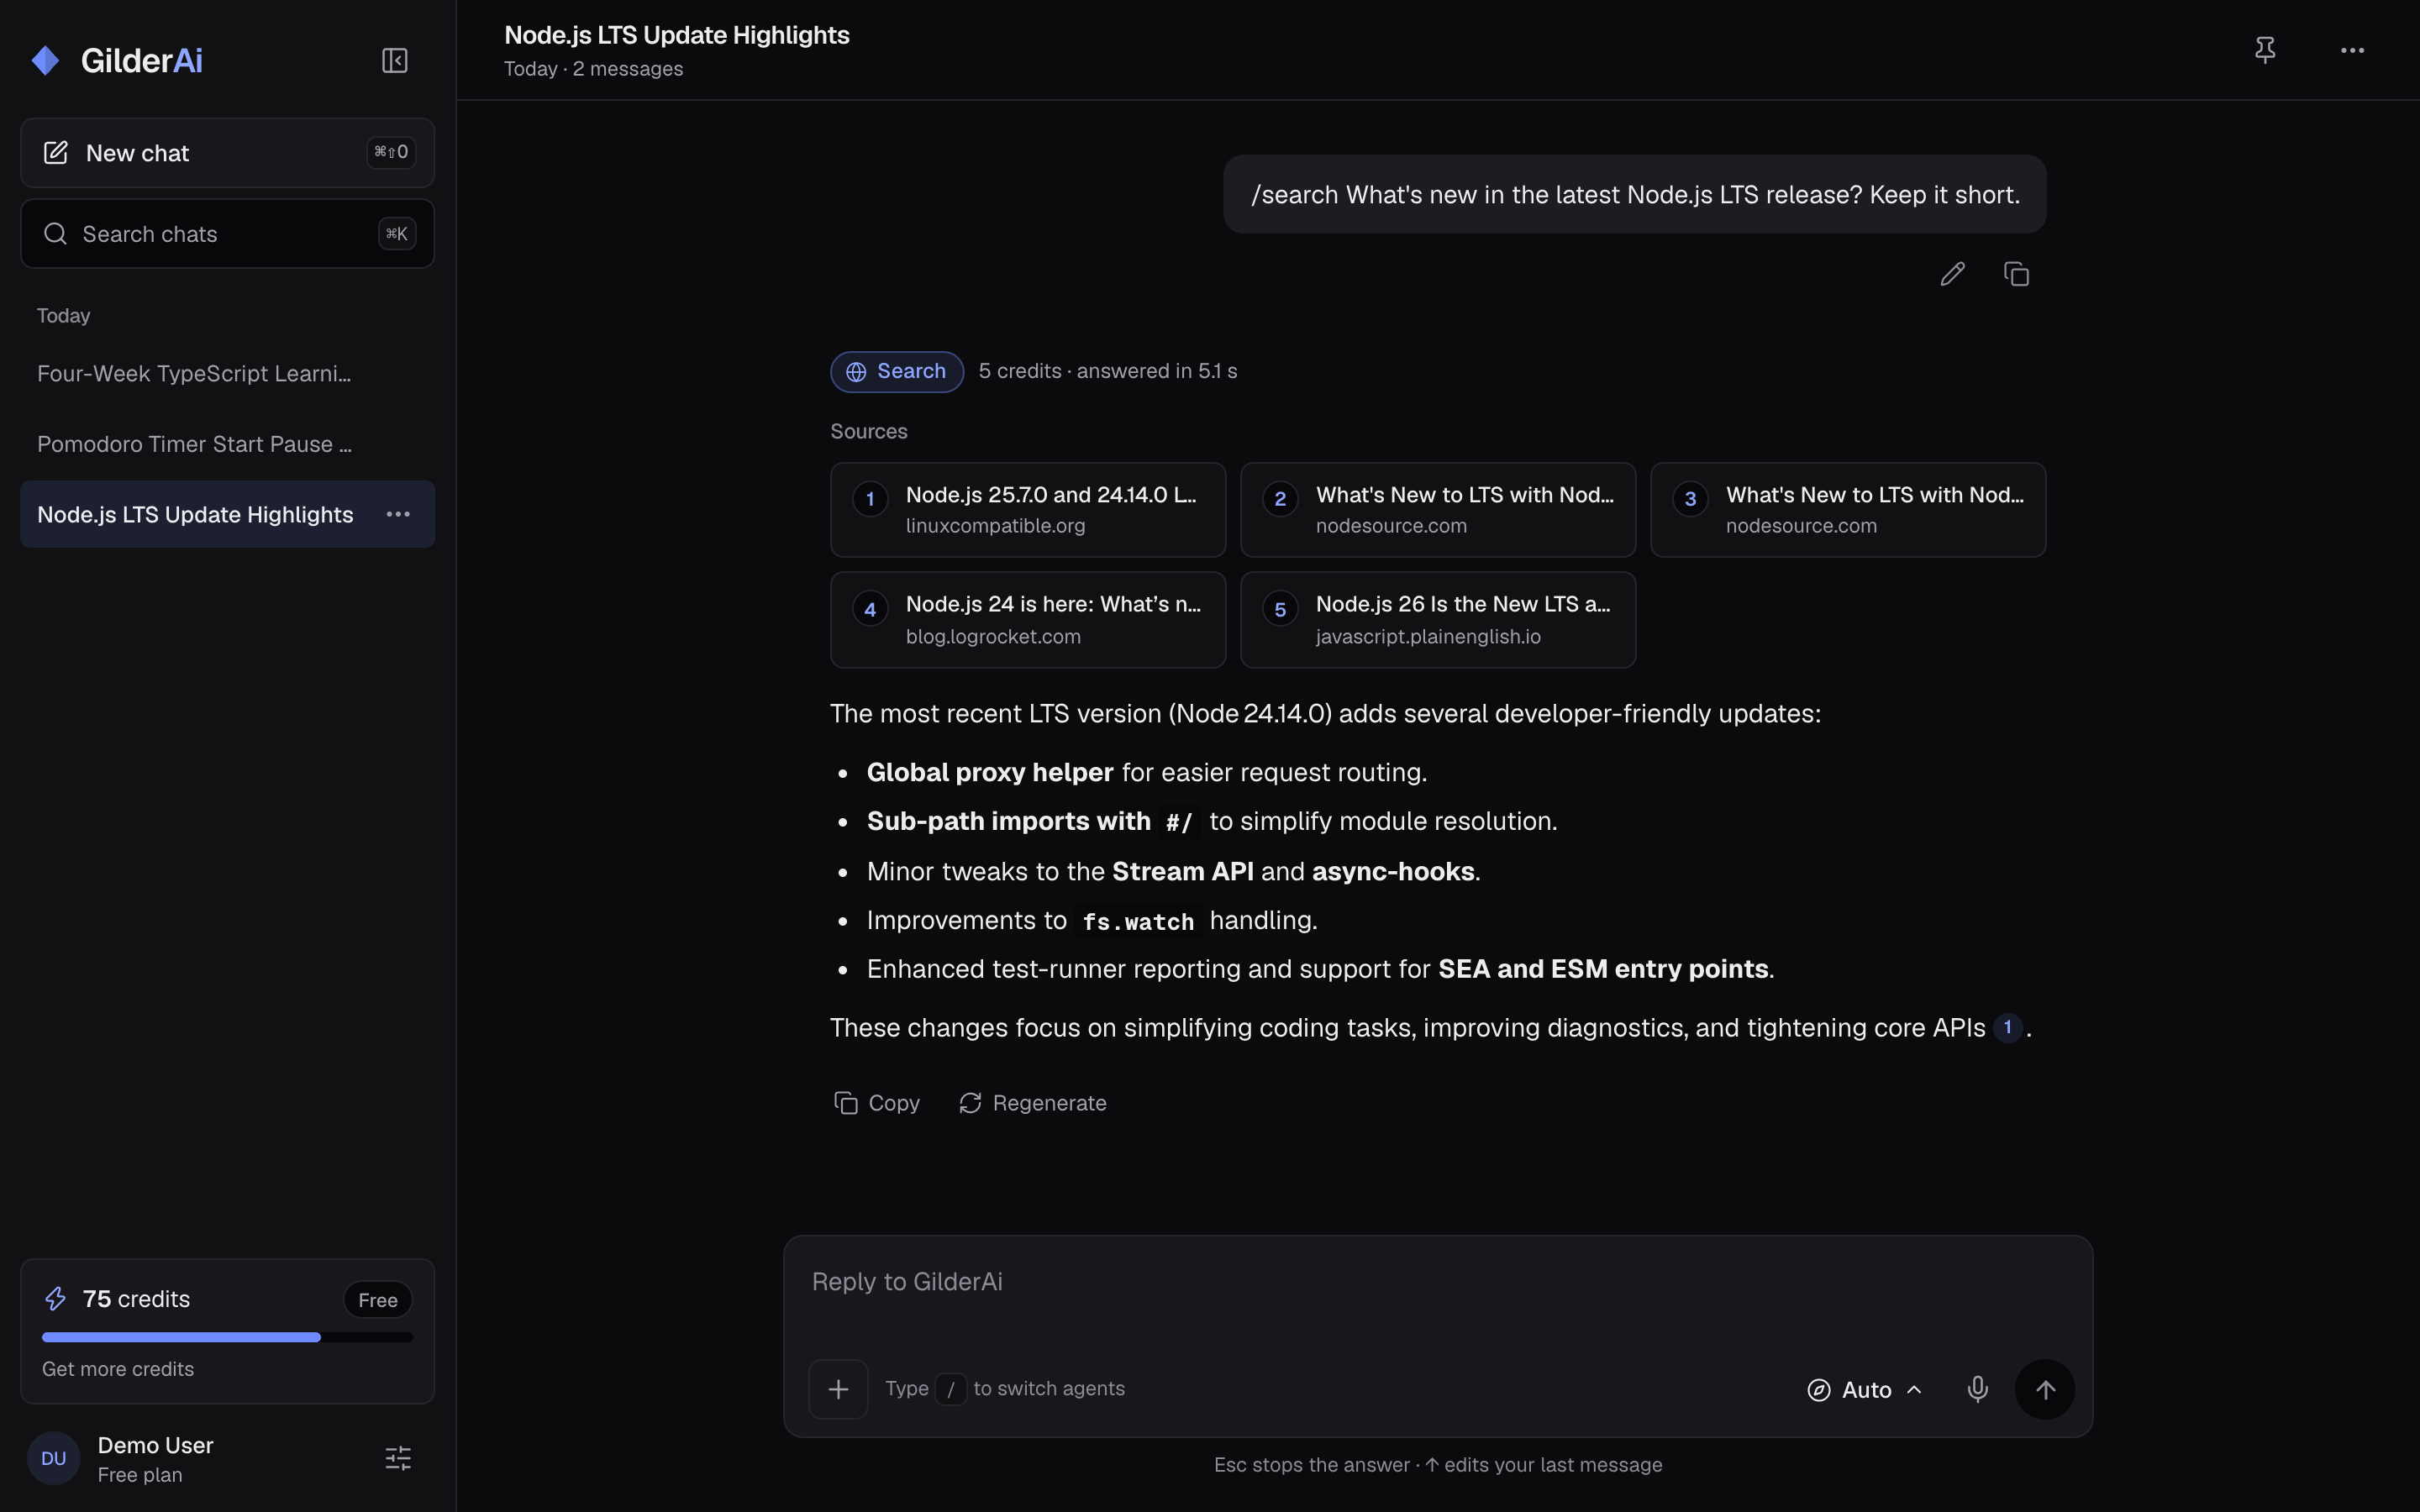 GilderAi
New chat
⌘⇧O
Search chats
⌘K
Today
Four-Week TypeScript Learni...
Pomodoro Timer Start Pause ...
Node.js LTS Update Highlights
75 credits
Free
Get more credits
DU
Demo User
Free plan
Node.js LTS Update Highlights
Today · 2 messages
/search What's new in the latest Node.js LTS release? Keep it short.
Search
5 credits · answered in 5.1 s
Sources
1
Node.js 25.7.0 and 24.14.0 L...
linuxcompatible.org
2
What's New to LTS with Nod...
nodesource.com
3
What's New to LTS with Nod...
nodesource.com
4
Node.js 24 is here: What’s n...
blog.logrocket.com
5
Node.js 26 Is the New LTS a...
javascript.plainenglish.io
The most recent LTS version (Node 24.14.0) adds several developer-friendly updates:
• Global proxy helper for easier request routing.
• Sub-path imports with #/ to simplify module resolution.
• Minor tweaks to the Stream API and async-hooks.
• Improvements to fs.watch handling.
• Enhanced test-runner reporting and support for SEA and ESM entry points.
These changes focus on simplifying coding tasks, improving diagnostics, and tightening core APIs 1.
Copy
Regenerate
Reply to GilderAi
Type / to switch agents
Auto
Esc stops the answer · ↑ edits your last message